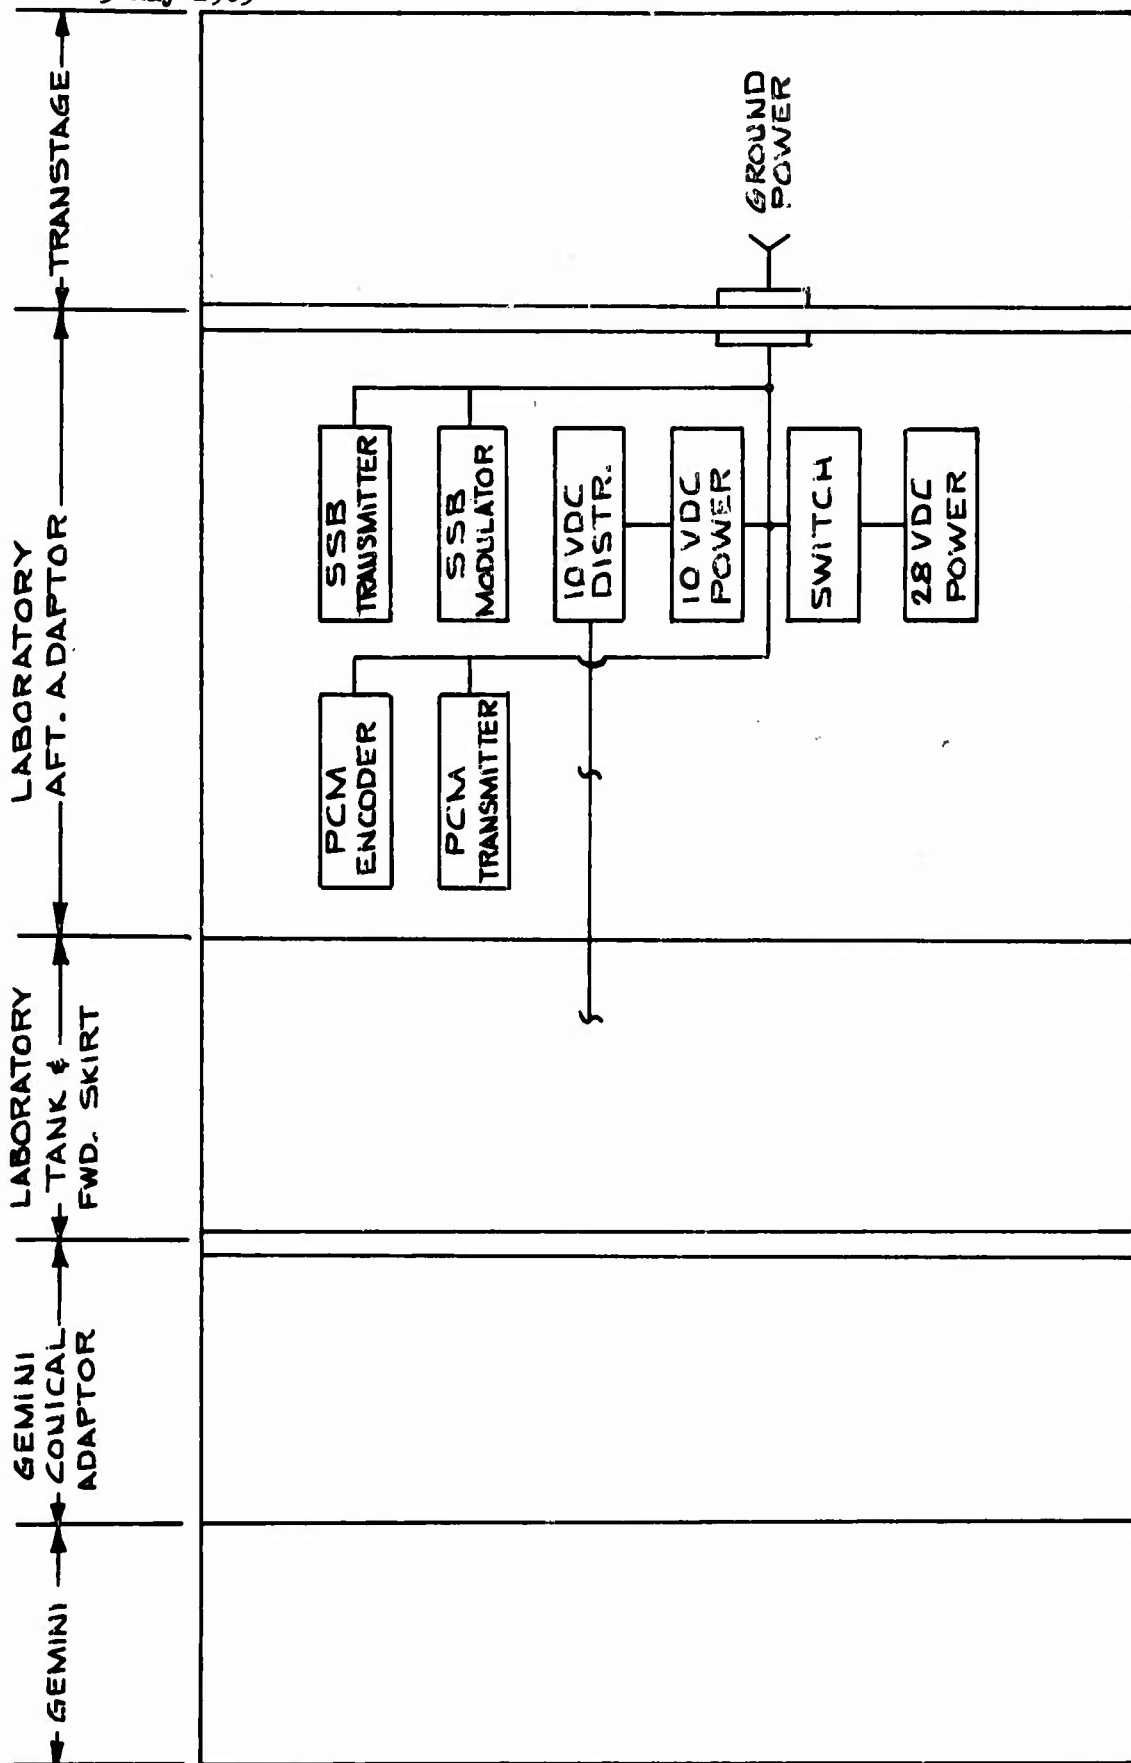 GEMINI
GEMINI
CONICAL
ADAPTOR
LABORATORY
TANK &
FWD. SKIRT
LABORATORY
AFT. ADAPTOR
TRANSTAGE
PCM
ENCODER
PCM
TRANSMITTER
SSB
TRANSMITTER
SSB
MODULATOR
10 VDC
DISTR.
10 VDC
POWER
SWITCH
28 VDC
POWER
GROUND
POWER